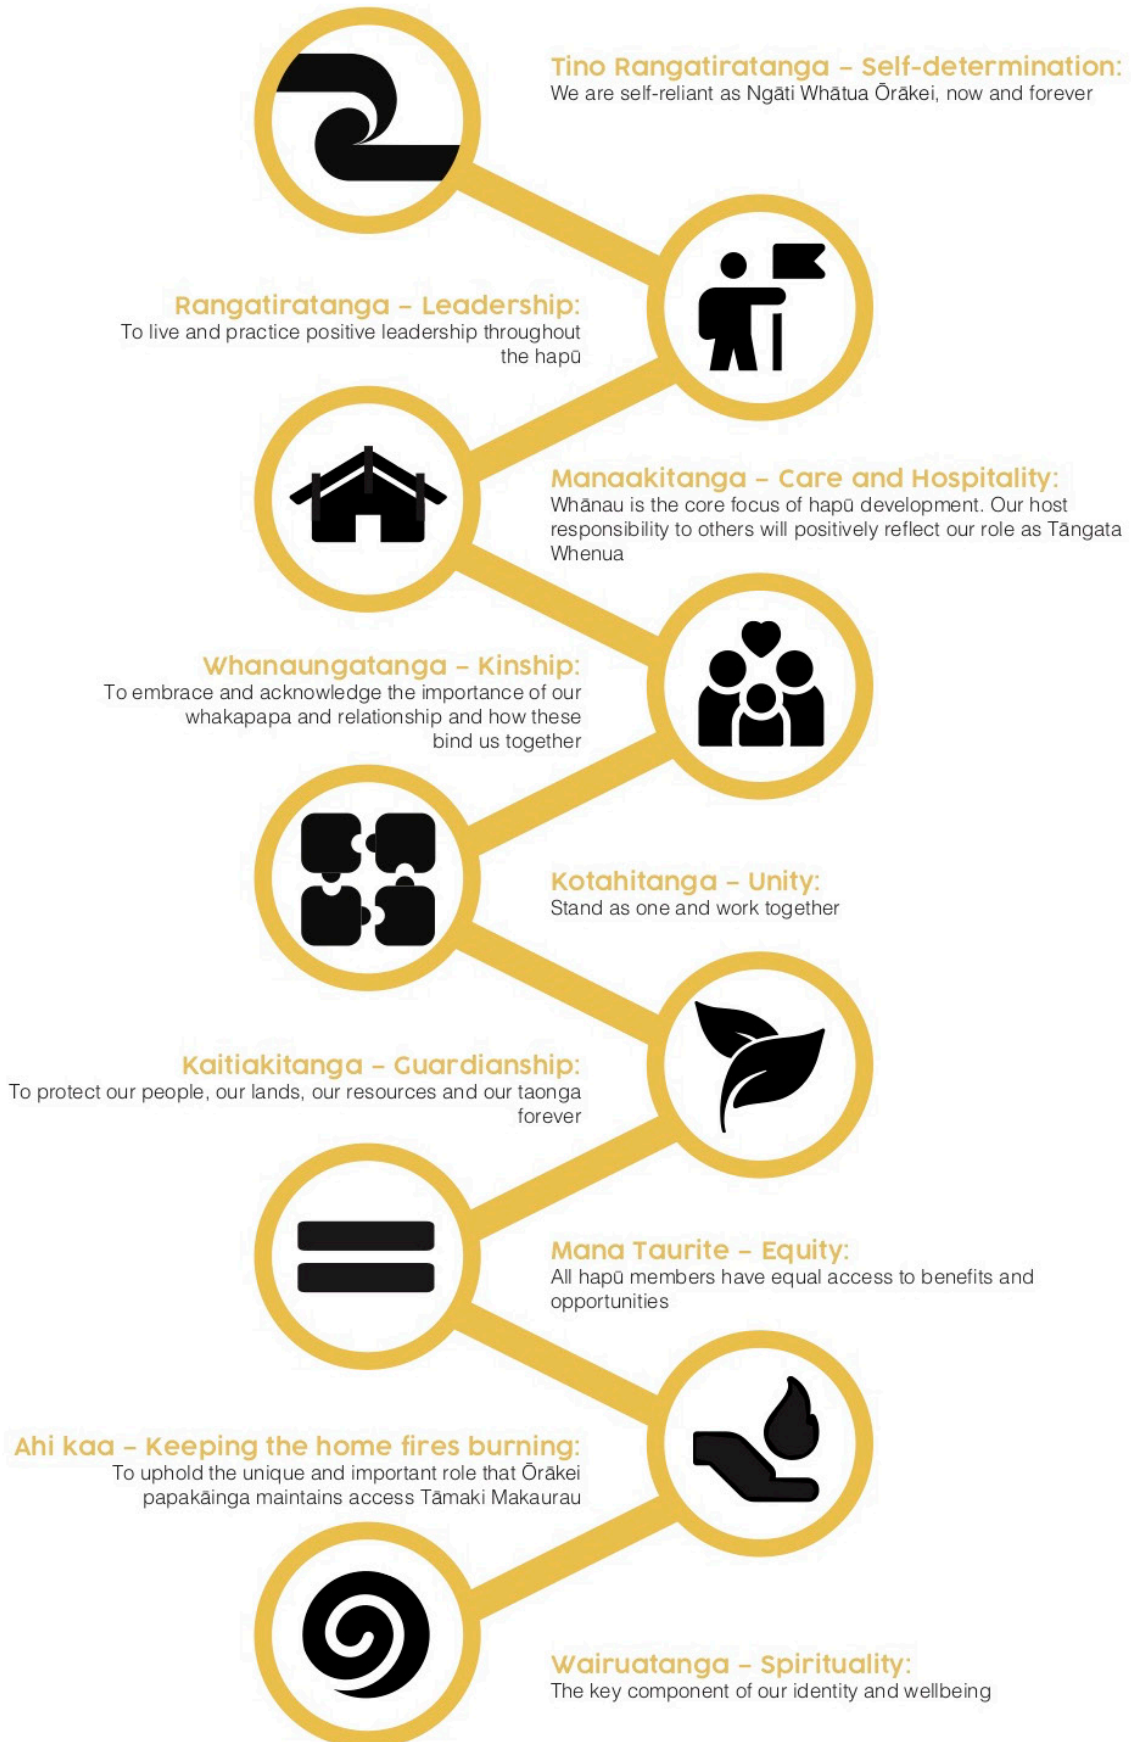 Tino Rangatiratanga – Self-determination:
We are self-reliant as Ngāti Whātua Ōrākei, now and forever
Rangatiratanga – Leadership:
To live and practice positive leadership throughout
the hapū
Manaakitanga – Care and Hospitality:
Whānau is the core focus of hapū development. Our host
responsibility to others will positively reflect our role as Tāngata
Whenua
Whanaungatanga – Kinship:
To embrace and acknowledge the importance of our
whakapapa and relationship and how these
bind us together
Kotahitanga – Unity:
Stand as one and work together
Kaitiakitanga – Guardianship:
To protect our people, our lands, our resources and our taonga
forever
Mana Taurite – Equity:
All hapū members have equal access to benefits and
opportunities
Ahi kaa – Keeping the home fires burning:
To uphold the unique and important role that Ōrākei
papakāinga maintains access Tāmaki Makaurau
Wairuatanga – Spirituality:
The key component of our identity and wellbeing